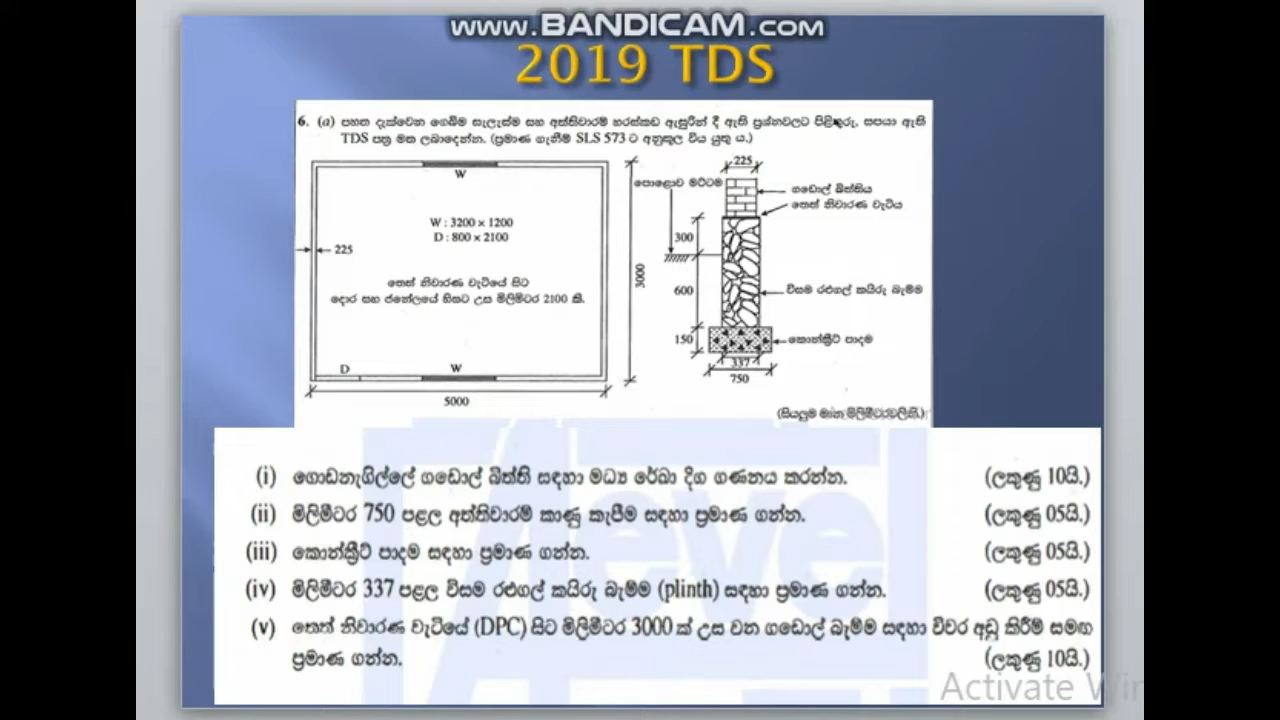 www.BANDICAM.com
2019 TDS
6. (a) පහත දැක්වෙන ගෙබිම සැලැස්ම සහ අත්තිවාරම් හරස්කඩ ඇසුරින් දී ඇති ප්‍රශ්නවලට පිළිතුරු, සපයා ඇති
TDS පත්‍ර මත ලබාදෙන්න. (ප්‍රමාණ ගැනීම් SLS 573 ට අනුකූල විය යුතු ය.)
W
W : 3200 × 1200
D : 800 × 2100
225
තෙත් නිවාරණ වැටියේ සිට
දොර සහ ජනේලයේ හිසට උස මිලිමීටර 2100 කි.
D
W
5000
3000
225
පොළොව මට්ටම
ගඩොල් බිත්තිය
තෙත් නිවාරණ වැටිය
300
600
විසම රළුගල් කයිරු බැම්ම
150
කොන්ක්‍රීට් පාදම
337
750
(සියලුම මාන මිලිමීටරවලිනි.)
(i) ගොඩනැගිල්ලේ ගඩොල් බිත්ති සඳහා මධ්‍ය රේඛා දිග ගණනය කරන්න. (ලකුණු 10යි.)
(ii) මිලිමීටර 750 පළල අත්තිවාරම් කාණු කැපීම සඳහා ප්‍රමාණ ගන්න. (ලකුණු 05යි.)
(iii) කොන්ක්‍රීට් පාදම සඳහා ප්‍රමාණ ගන්න. (ලකුණු 05යි.)
(iv) මිලිමීටර 337 පළල විසම රළුගල් කයිරු බැම්ම (plinth) සඳහා ප්‍රමාණ ගන්න. (ලකුණු 05යි.)
(v) තෙත් නිවාරණ වැටියේ (DPC) සිට මිලිමීටර 3000 ක් උස වන ගඩොල් බැම්ම සඳහා විවර අඩු කිරීම් සමඟ
ප්‍රමාණ ගන්න. (ලකුණු 10යි.)
Activate Win